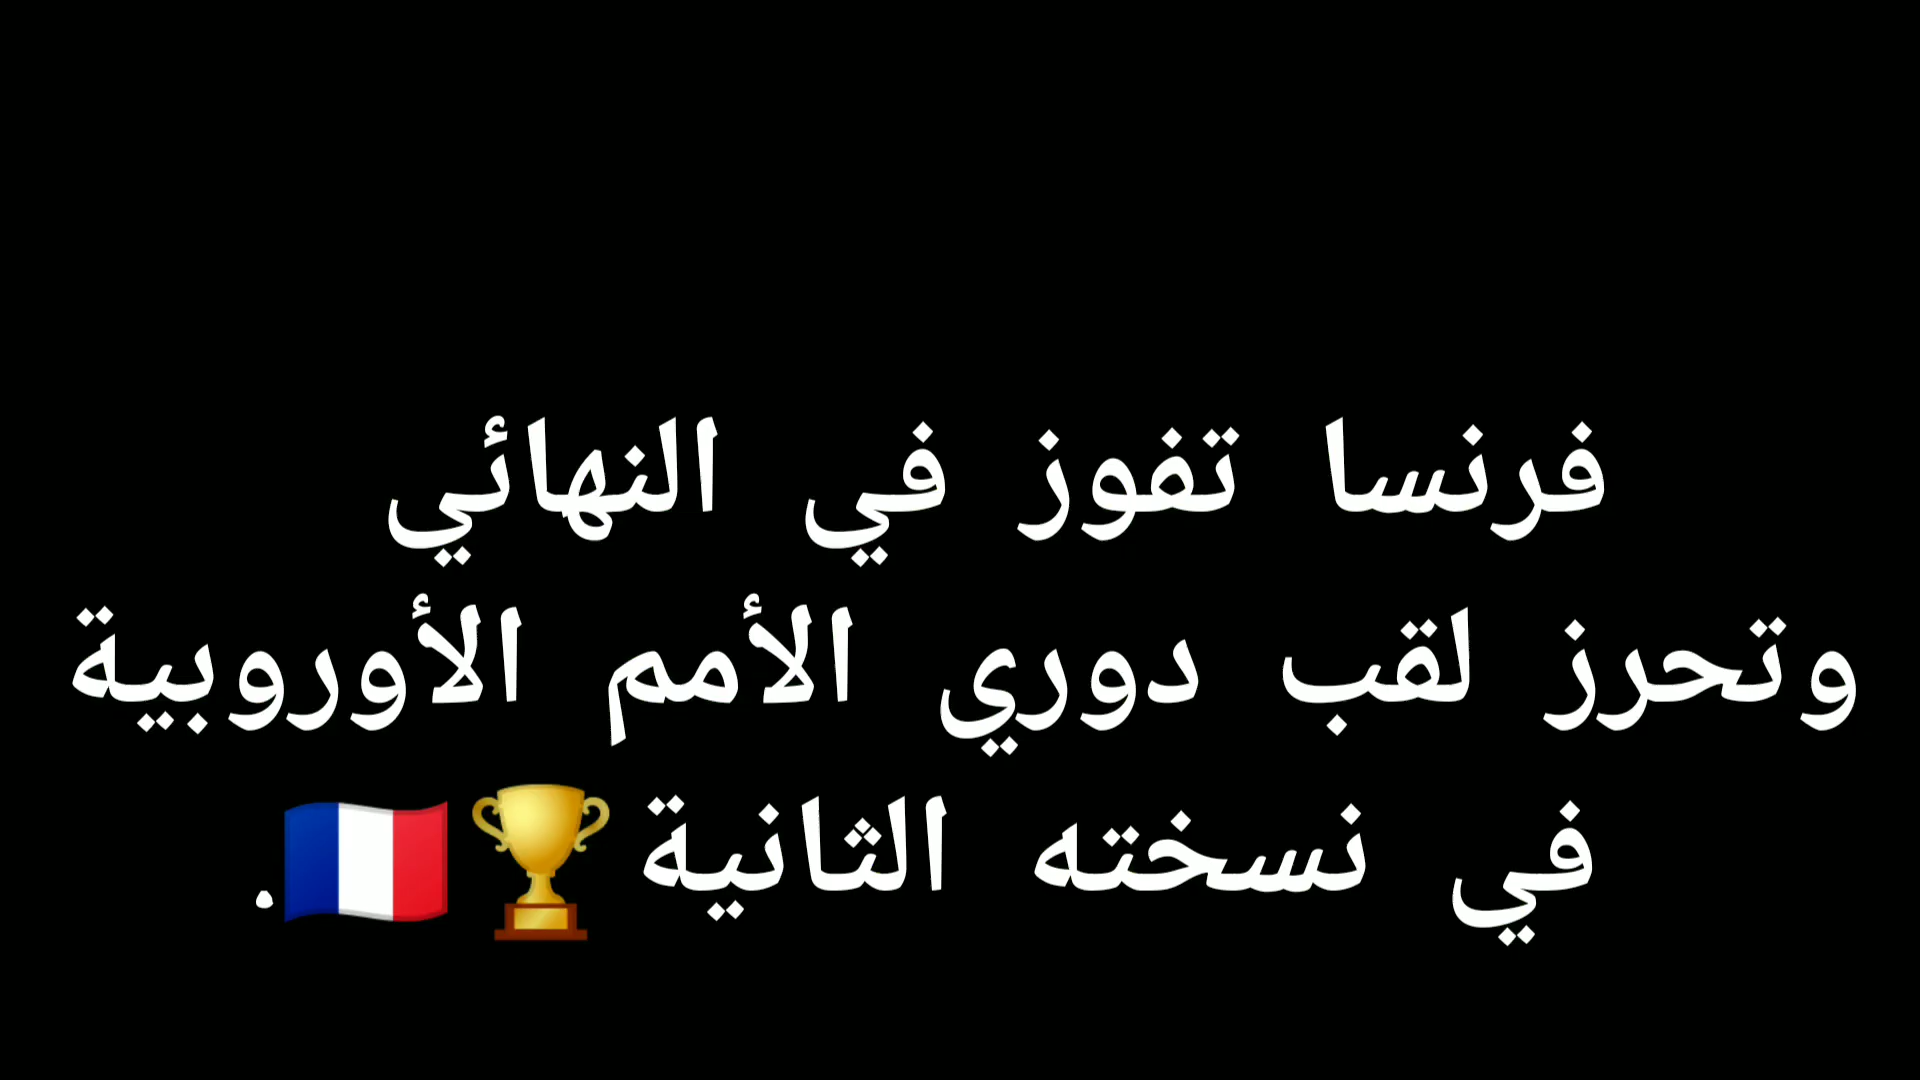 فرنسا تفوز في النهائي
وتحرز لقب دوري الأمم الأوروبية
في نسخته الثانية🏆🇫🇷.